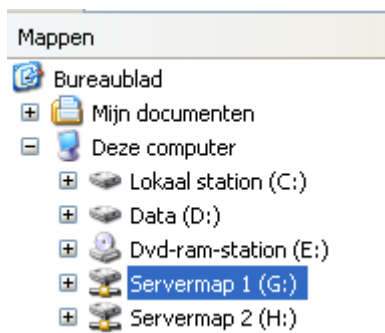 Mappen
Bureaublad
Mijn documenten
Deze computer
Lokaal station (C:)
Data (D:)
Dvd-ram-station (E:)
Servermap 1 (G:)
Servermap 2 (H:)